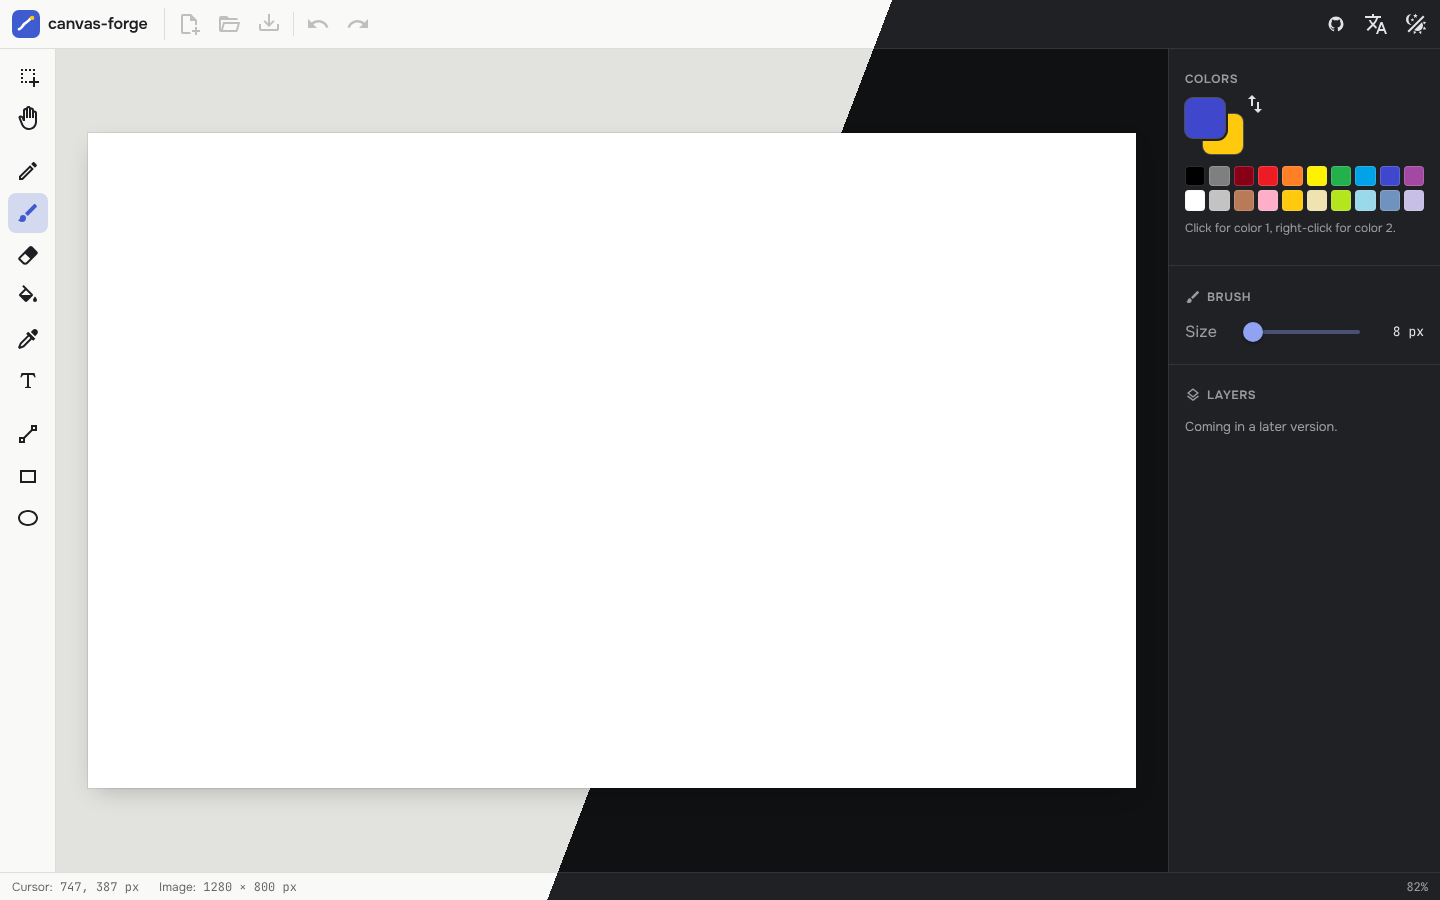 canvas-forge
COLORS
Click for color 1, right-click for color 2.
BRUSH
Size 8 px
LAYERS
Coming in a later version.
Cursor: 747, 387 px Image: 1280 × 800 px 82%